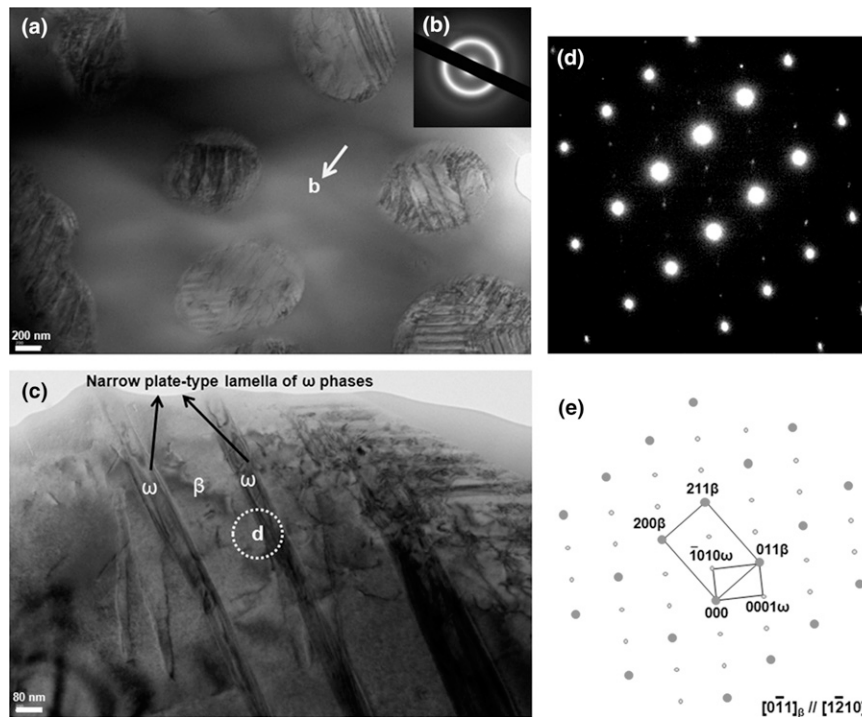 (a)
(b)
b
200 nm
(c)
Narrow plate-type lamella of ω phases
ω
β
ω
d
80 nm
(d)
(e)
211β
200β
1̄010ω
011β
000
0001ω
[01̄1]β // [12̄10]